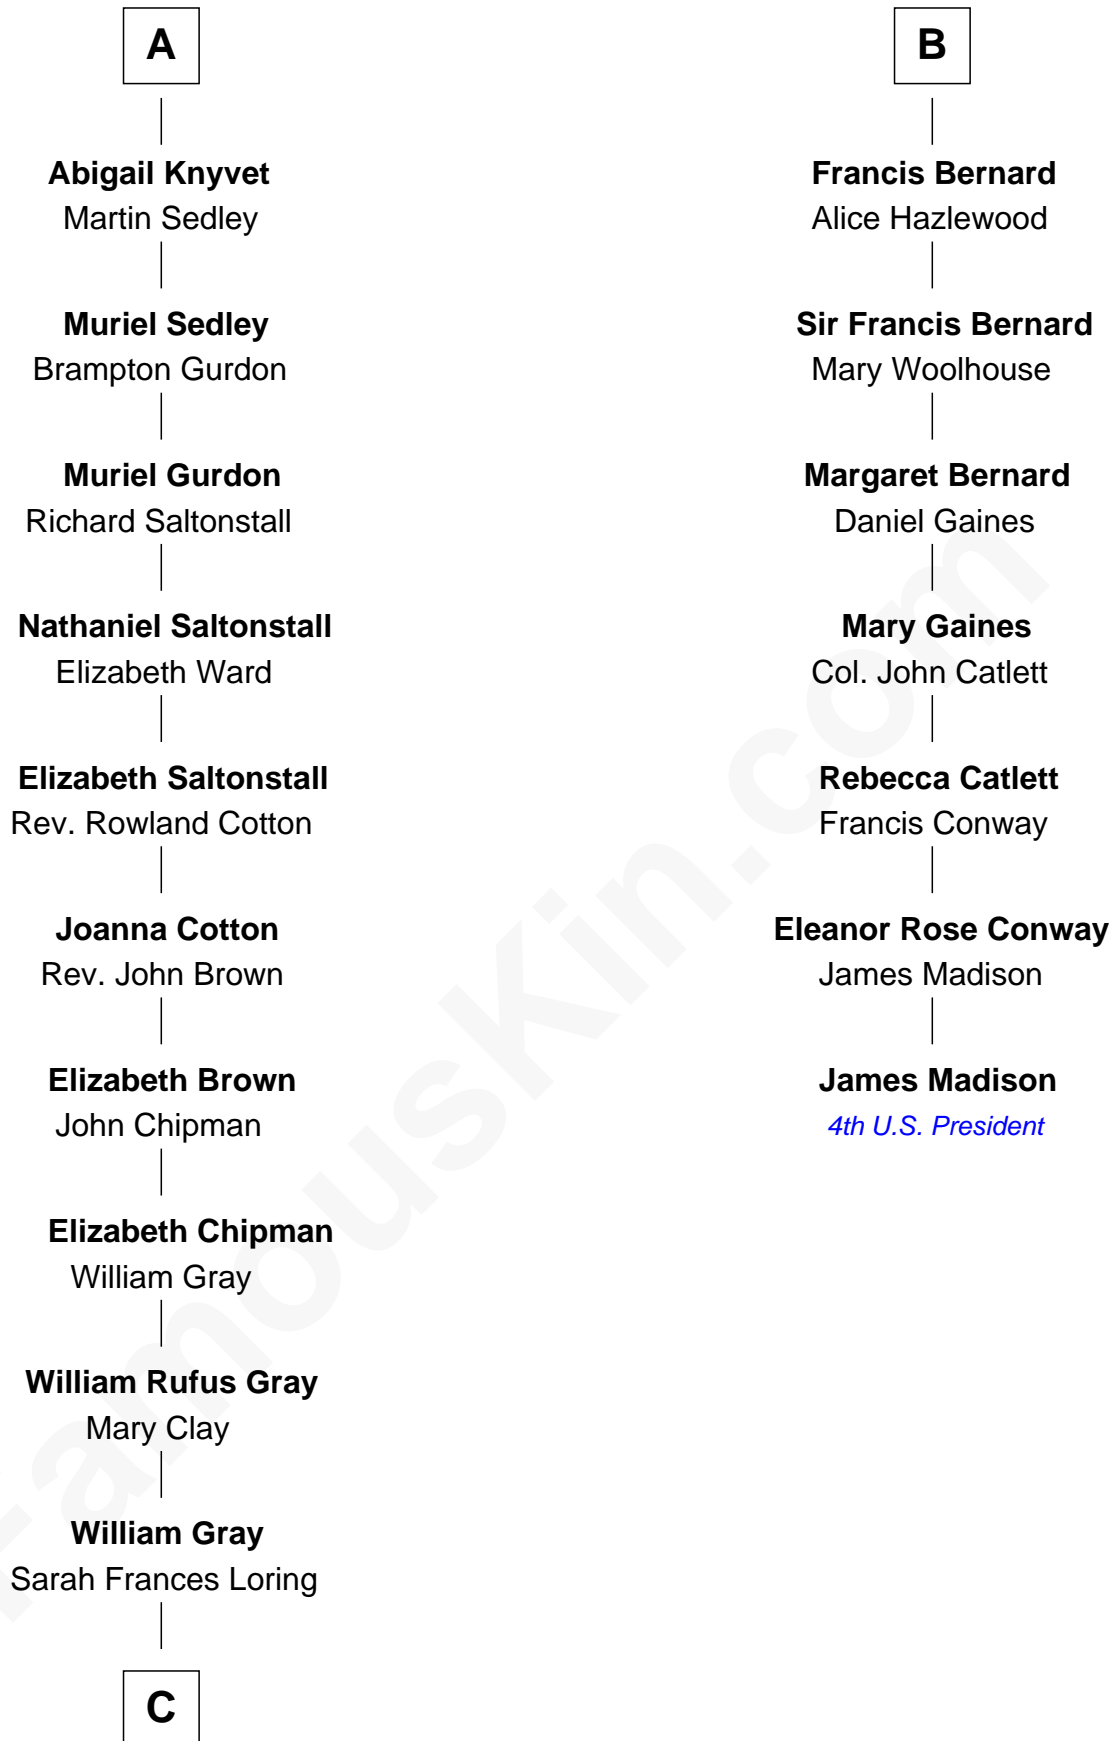 A
Abigail Knyvet
Martin Sedley
Muriel Sedley
Brampton Gurdon
Muriel Gurdon
Richard Saltonstall
Nathaniel Saltonstall
Elizabeth Ward
Elizabeth Saltonstall
Rev. Rowland Cotton
Joanna Cotton
Rev. John Brown
Elizabeth Brown
John Chipman
Elizabeth Chipman
William Gray
William Rufus Gray
Mary Clay
William Gray
Sarah Frances Loring
C
B
Francis Bernard
Alice Hazlewood
Sir Francis Bernard
Mary Woolhouse
Margaret Bernard
Daniel Gaines
Mary Gaines
Col. John Catlett
Rebecca Catlett
Francis Conway
Eleanor Rose Conway
James Madison
James Madison
4th U.S. President
FamousKin.com